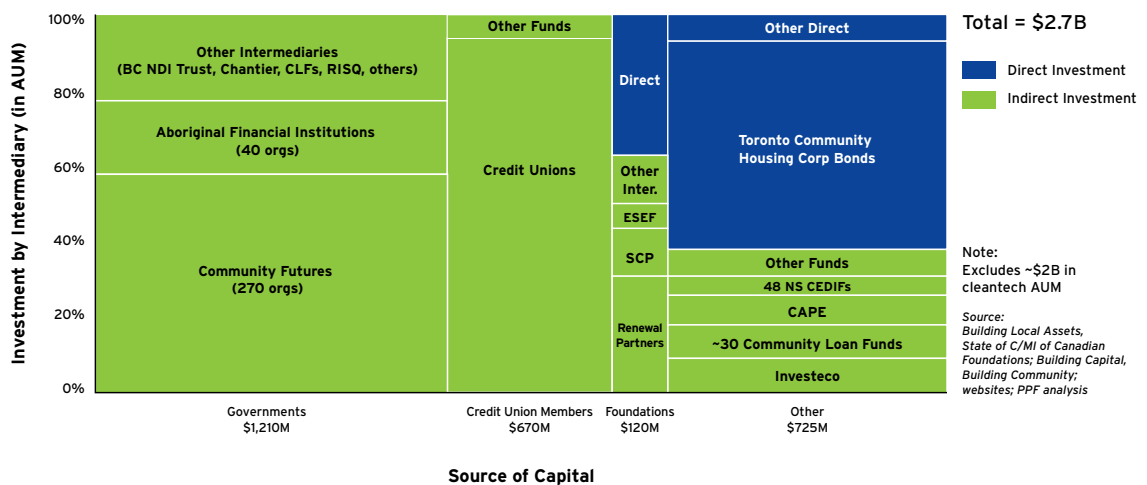 Investment by Intermediary (in AUM)
100%
80%
60%
40%
20%
0%
Other Intermediaries
(BC NDI Trust, Chantier, CLFs, RISQ, others)
Aboriginal Financial Institutions
(40 orgs)
Community Futures
(270 orgs)
Other Funds
Credit Unions
Direct
Other
Inter.
ESEF
SCP
Renewal
Partners
Other Direct
Toronto Community
Housing Corp Bonds
Other Funds
48 NS CEDIFs
CAPE
~30 Community Loan Funds
Investeco
Governments
$1,210M
Credit Union Members
$670M
Foundations
$120M
Other
$725M
Source of Capital
Total = $2.7B
Direct Investment
Indirect Investment
Note:
Excludes ~$2B in
cleantech AUM
Source:
Building Local Assets,
State of C/MI of Canadian
Foundations; Building Capital,
Building Community;
websites; PPF analysis